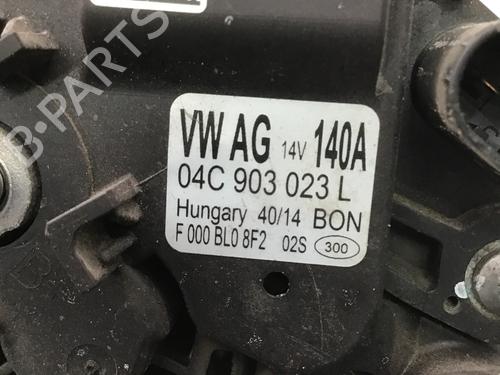 VW AG 14V 140A
04C 903 023 L
Hungary 40/14 BON
F 000 BL0 8F2 02S 300
B-PARTS